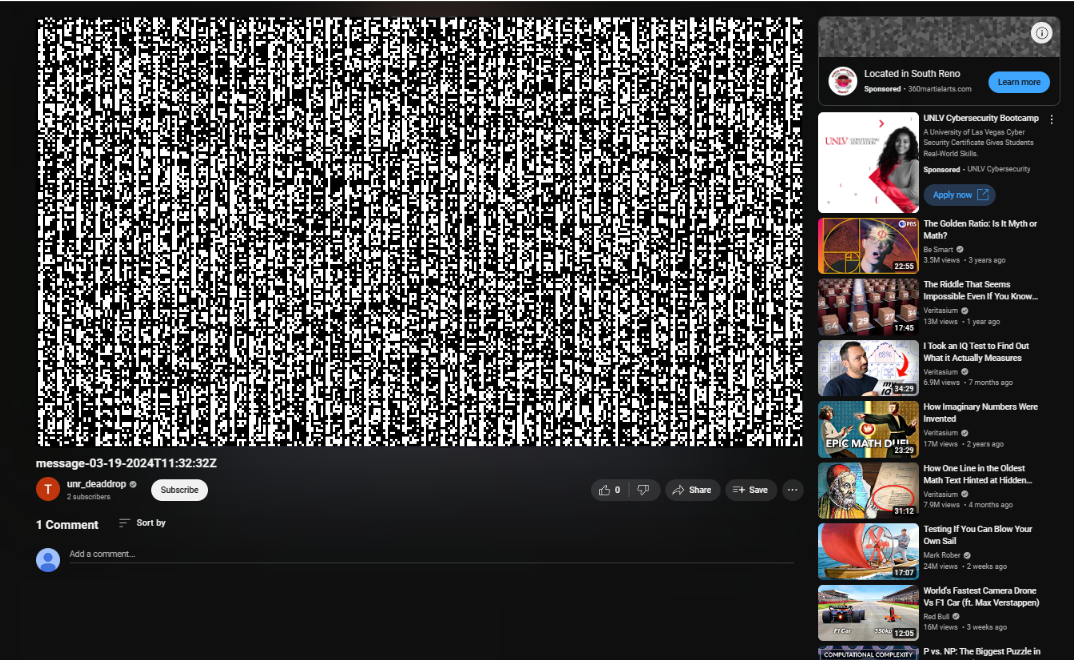 message-03-19-2024T11:32:32Z
T
unr_deaddrop
2 subscribers
Subscribe
0
Share
Save
1 Comment
Sort by
Add a comment...
Located in South Reno
Sponsored · 360martialarts.com
Learn more
UNLV
UNLV Cybersecurity Bootcamp
A University of Las Vegas Cyber
Security Certificate Gives Students
Real-World Skills.
Sponsored · UNLV Cybersecurity
Apply now
PBS
22:55
The Golden Ratio: Is It Myth or
Math?
Be Smart
3.5M views · 3 years ago
17:45
The Riddle That Seems
Impossible Even If You Know...
Veritasium
13M views · 1 year ago
34:29
I Took an IQ Test to Find Out
What it Actually Measures
Veritasium
6.9M views · 7 months ago
EPIC MATH DUEL
23:29
How Imaginary Numbers Were
Invented
Veritasium
17M views · 2 years ago
31:12
How One Line in the Oldest
Math Text Hinted at Hidden...
Veritasium
7.9M views · 4 months ago
17:07
Testing If You Can Blow Your
Own Sail
Mark Rober
24M views · 2 weeks ago
F1 Car
12:05
World's Fastest Camera Drone
Vs F1 Car (ft. Max Verstappen)
Red Bull
16M views · 3 weeks ago
COMPUTATIONAL COMPLEXITY
P vs. NP: The Biggest Puzzle in